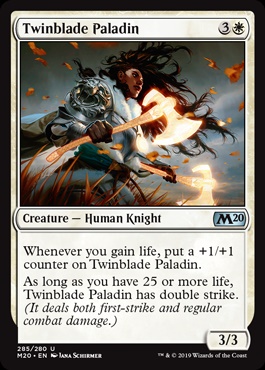 Twinblade Paladin 3
Creature — Human Knight M20
Whenever you gain life, put a +1/+1
counter on Twinblade Paladin.
As long as you have 25 or more life,
Twinblade Paladin has double strike.
(It deals both first-strike and regular
combat damage.)
3/3
285/280 U
M20 • EN Jana Schirmer ™ & © 2019 Wizards of the Coast